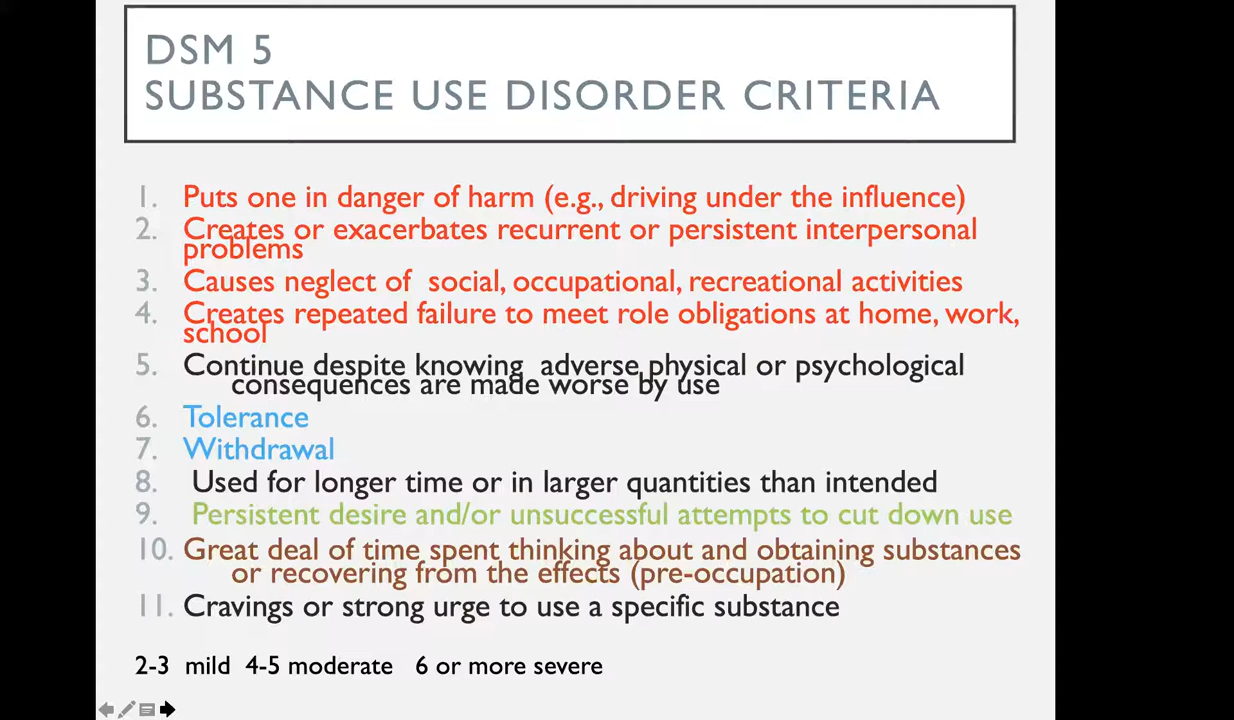 DSM 5
SUBSTANCE USE DISORDER CRITERIA
1. Puts one in danger of harm (e.g., driving under the influence)
2. Creates or exacerbates recurrent or persistent interpersonal
problems
3. Causes neglect of social, occupational, recreational activities
4. Creates repeated failure to meet role obligations at home, work,
school
5. Continue despite knowing adverse physical or psychological
consequences are made worse by use
6. Tolerance
7. Withdrawal
8. Used for longer time or in larger quantities than intended
9. Persistent desire and/or unsuccessful attempts to cut down use
10. Great deal of time spent thinking about and obtaining substances
or recovering from the effects (pre-occupation)
11. Cravings or strong urge to use a specific substance
2-3 mild 4-5 moderate 6 or more severe